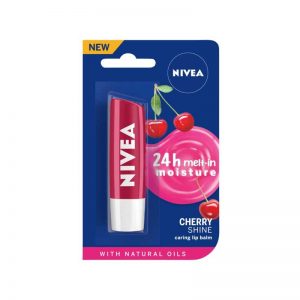 NEW
NIVEA
NIVEA
24h melt-in
moisture
CHERRY
SHINE
caring lip balm
WITH NATURAL OILS